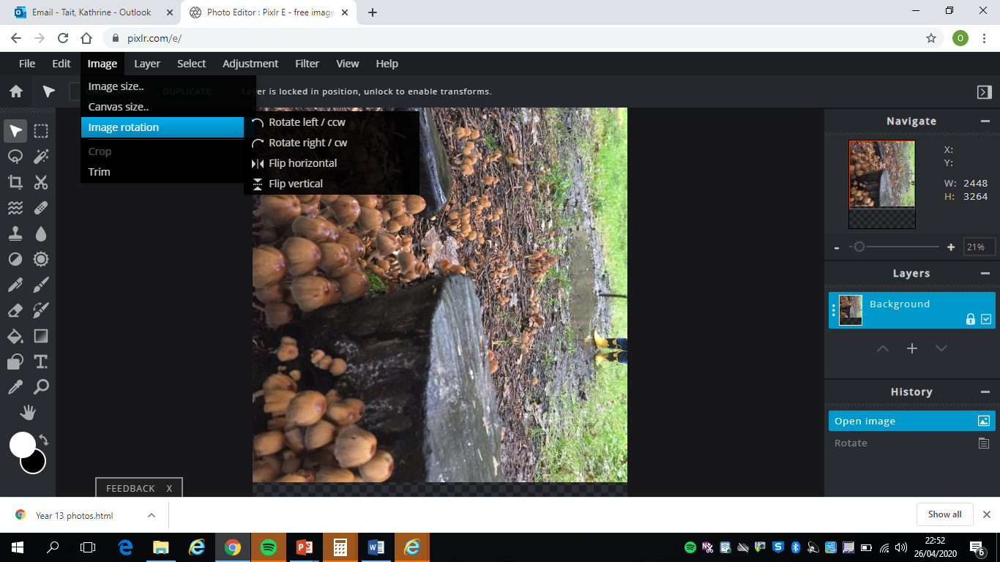 Email - Tait, Kathrine - Outlook
Photo Editor : Pixlr E - free image
pixlr.com/e/
O
File Edit Image Layer Select Adjustment Filter View Help
DUPLICATE
er is locked in position, unlock to enable transforms.
Image size..
Canvas size..
Image rotation
Crop
Trim
Rotate left / ccw
Rotate right / cw
Flip horizontal
Flip vertical
Navigate
X:
Y:
W: 2448
H: 3264
- + 21%
Layers
Background
History
Open image
Rotate
T
FEEDBACK X
Year 13 photos.html
Show all
22:52
26/04/2020
6